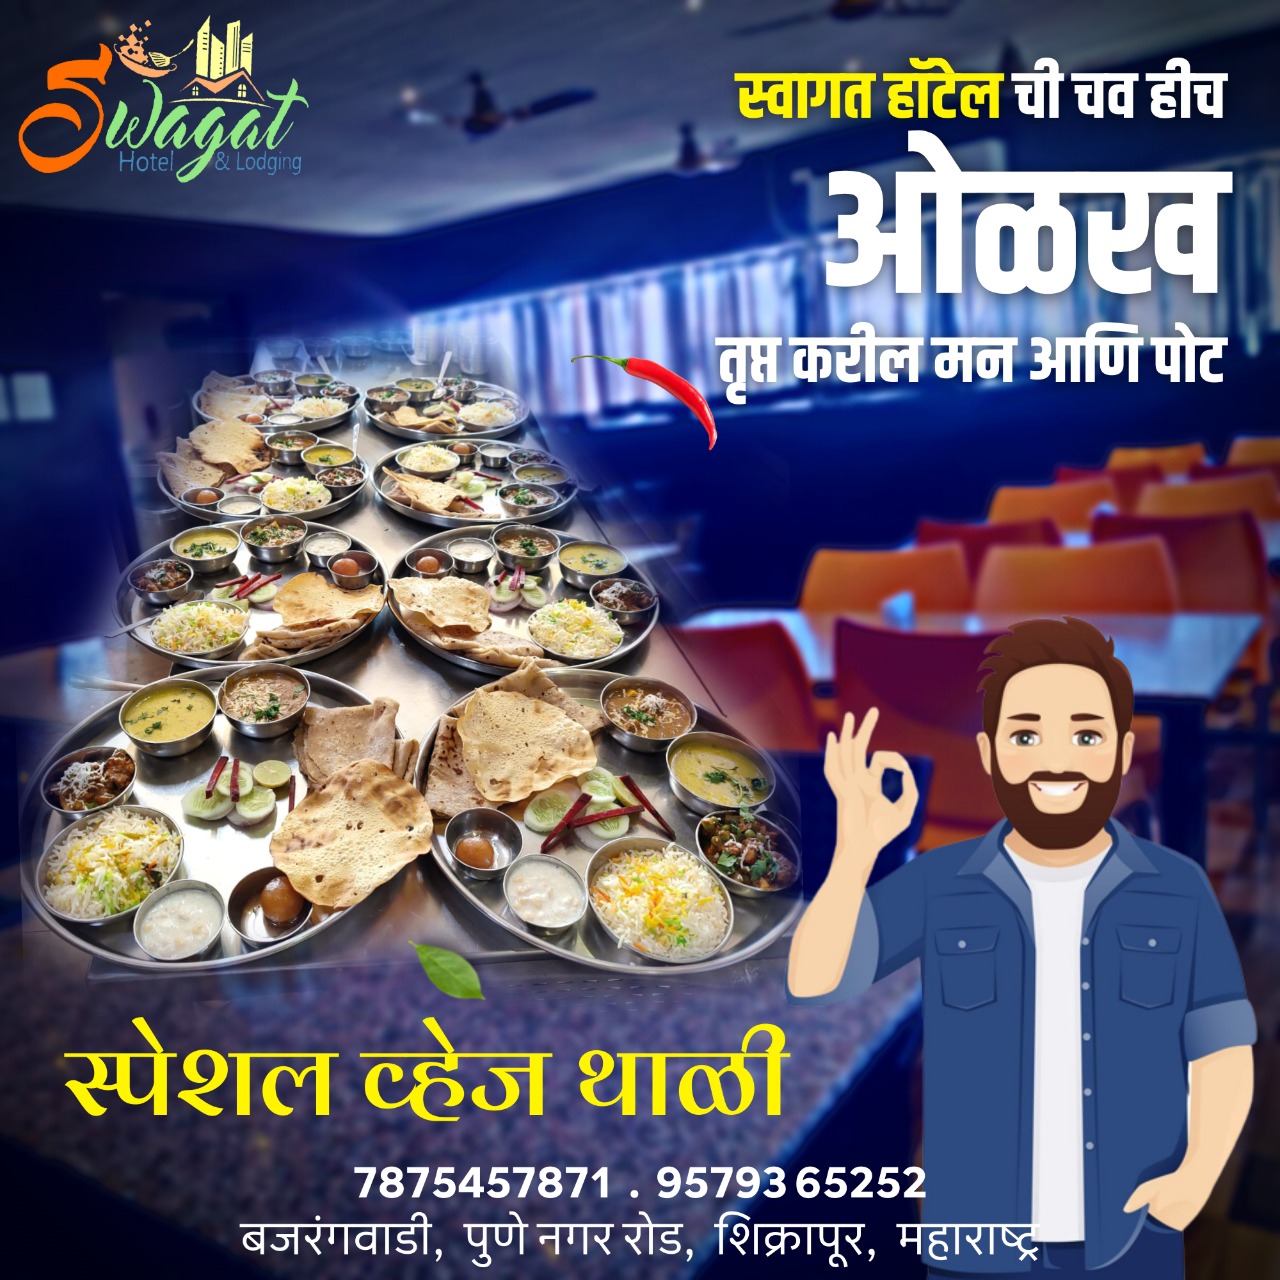 Swagat
Hotel & Lodging
स्वागत हॉटेल ची चव हीच
ओळख
तृप्त करील मन आणि पोट
स्पेशल व्हेज थाळी
7875457871 . 9579365252
बजरंगवाडी, पुणे नगर रोड, शिक्रापूर, महाराष्ट्र